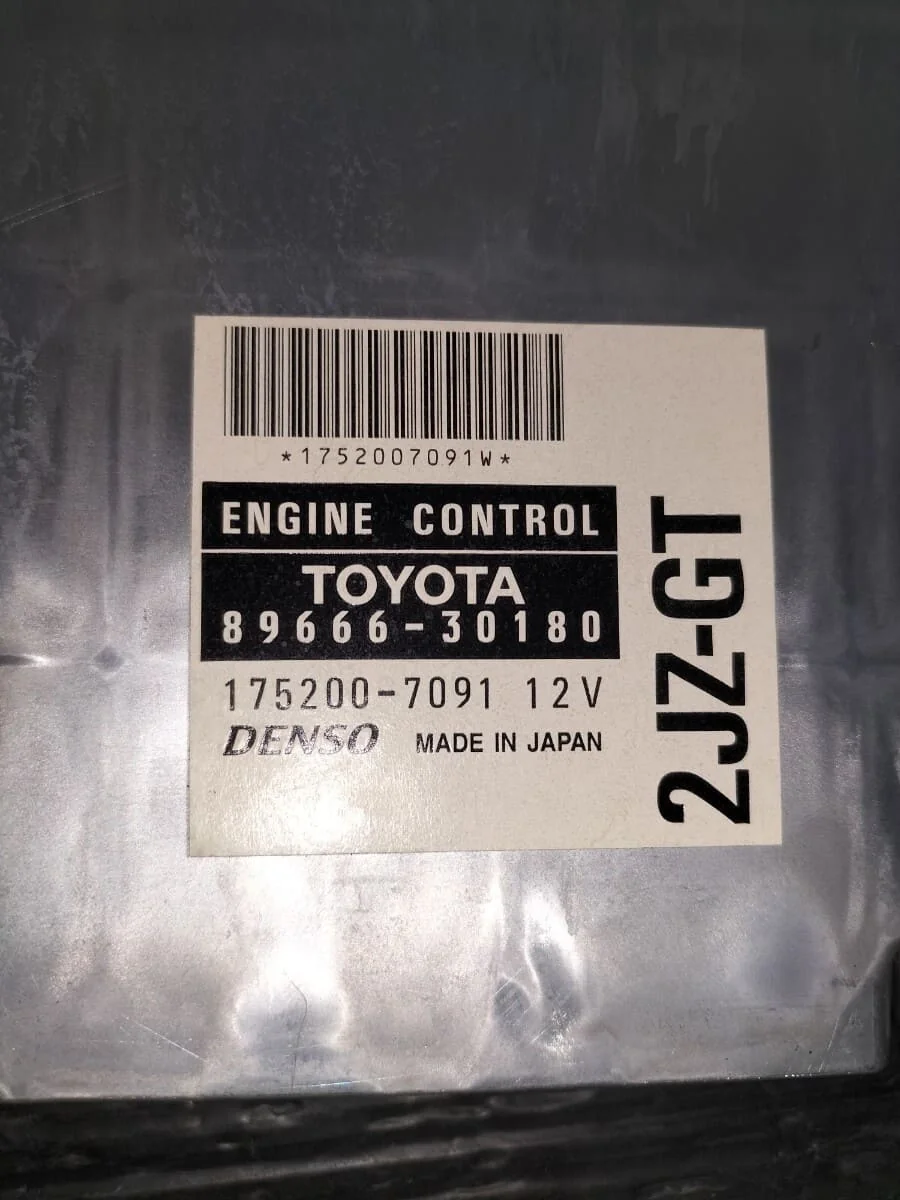 *1752007091W*
ENGINE CONTROL
TOYOTA
89666-30180
175200-7091 12V
DENSO MADE IN JAPAN
2JZ-GT